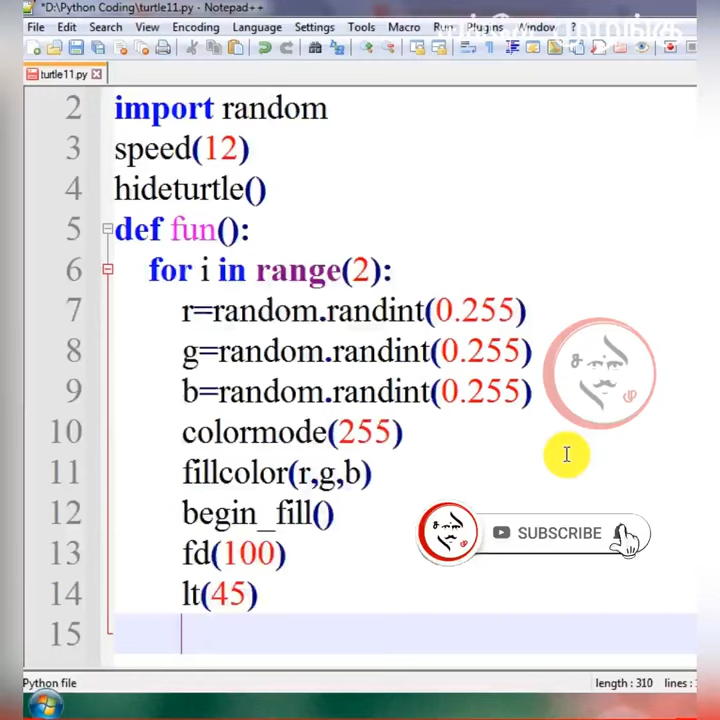 *D:\Python Coding\turtle11.py - Notepad++
File Edit Search View Encoding Language Settings Tools Macro Run Plugins Window ?
turtle11.py
2 import random
3 speed(12)
4 hideturtle()
5 def fun():
6 for i in range(2):
7 r=random.randint(0.255)
8 g=random.randint(0.255)
9 b=random.randint(0.255)
10 colormode(255)
11 fillcolor(r,g,b)
12 begin_fill()
SUBSCRIBE
13 fd(100)
14 lt(45)
15
Python file length : 310 lines :